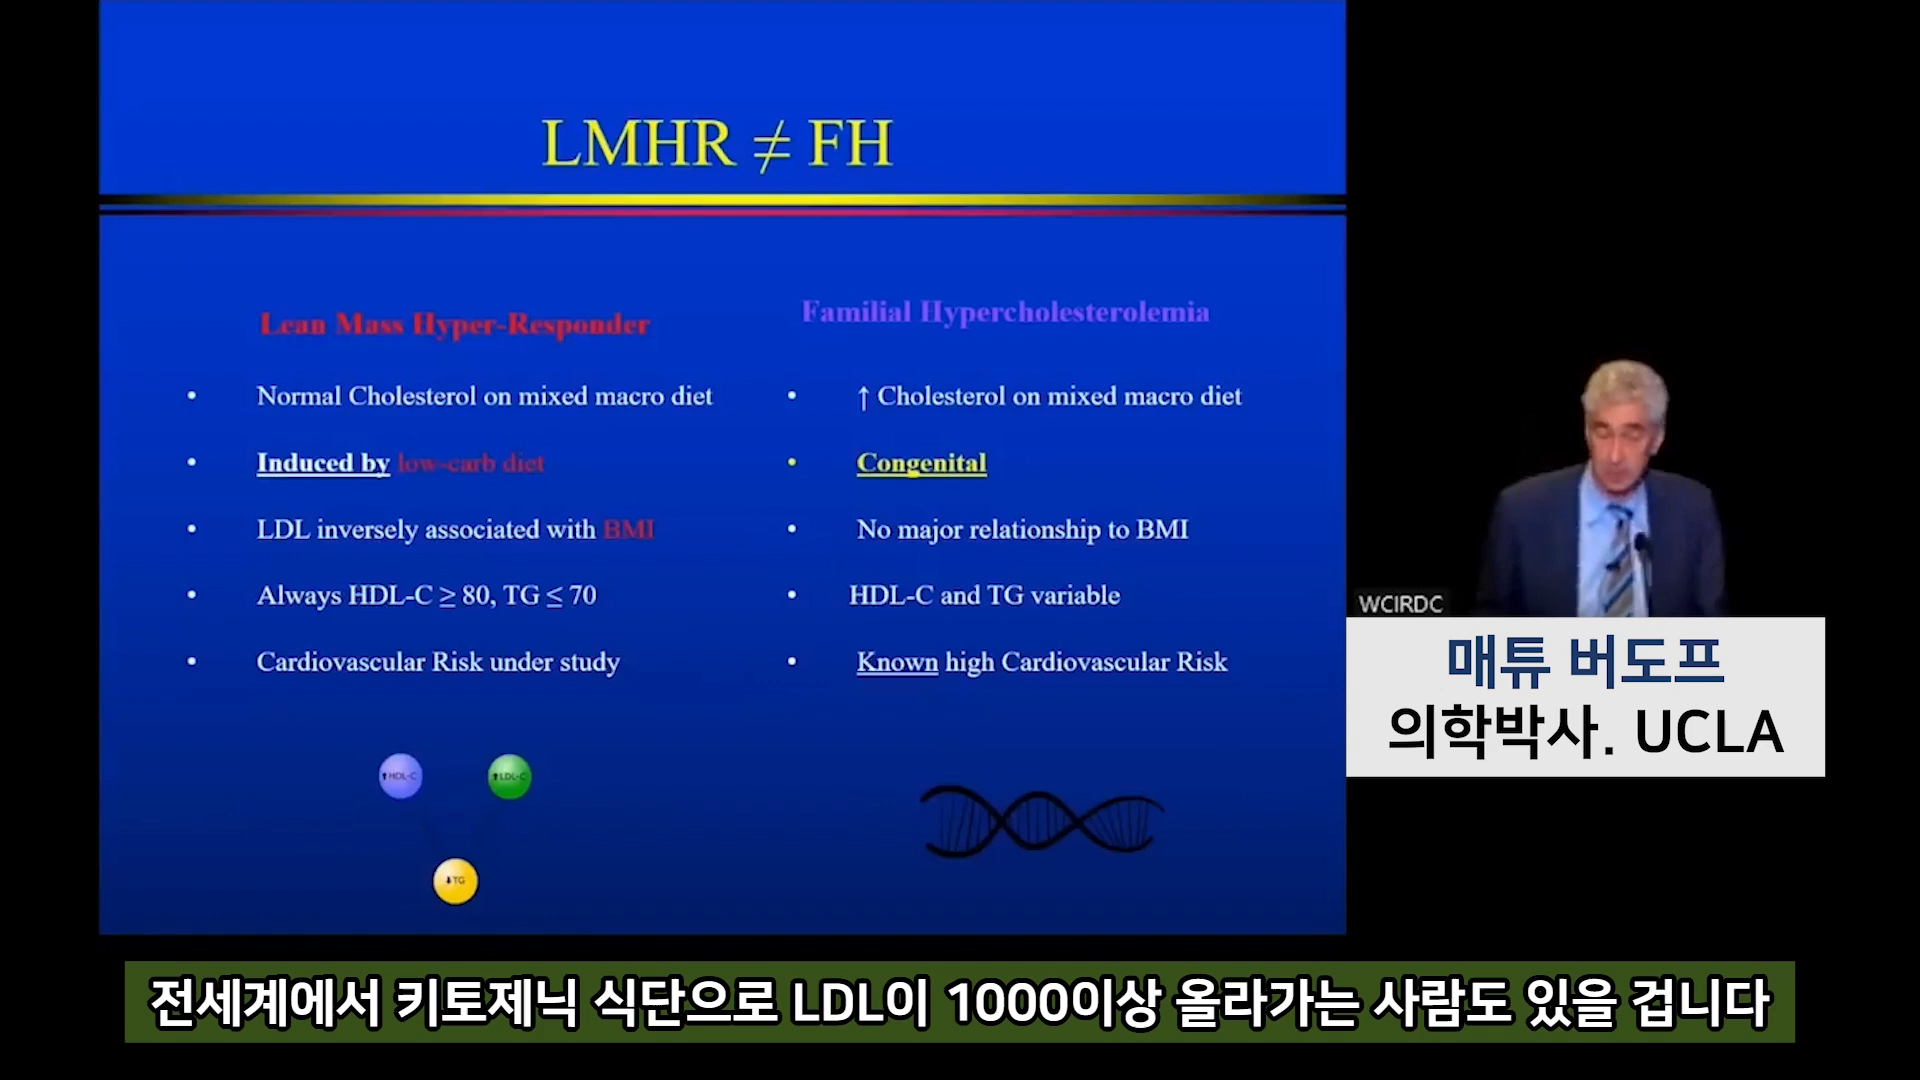 LMHR ≠ FH
Lean Mass Hyper-Responder
• Normal Cholesterol on mixed macro diet
• Induced by low-carb diet
• LDL inversely associated with BMI
• Always HDL-C ≥ 80, TG ≤ 70
• Cardiovascular Risk under study
↑HDL-C
↑LDL-C
↓TG
Familial Hypercholesterolemia
• ↑ Cholesterol on mixed macro diet
• Congenital
• No major relationship to BMI
• HDL-C and TG variable
• Known high Cardiovascular Risk
WCIRDC
매튜 버도프
의학박사. UCLA
전세계에서 키토제닉 식단으로 LDL이 1000이상 올라가는 사람도 있을 겁니다